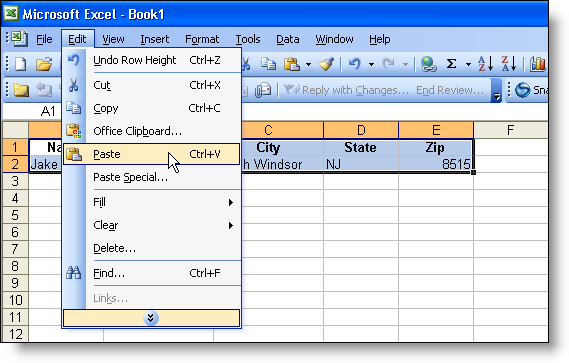 Microsoft Excel - Book1
File Edit View Insert Format Tools Data Window Help
Reply with Changes... End Review...
A1
Undo Row Height Ctrl+Z
Cut Ctrl+X
Copy Ctrl+C
Office Clipboard...
Paste Ctrl+V
Paste Special...
Fill
Clear
Delete...
Find... Ctrl+F
Links...
C D E F
1 Na City State Zip
2 Jake h Windsor NJ 8515
3
4
5
6
7
8
9
10
11
12